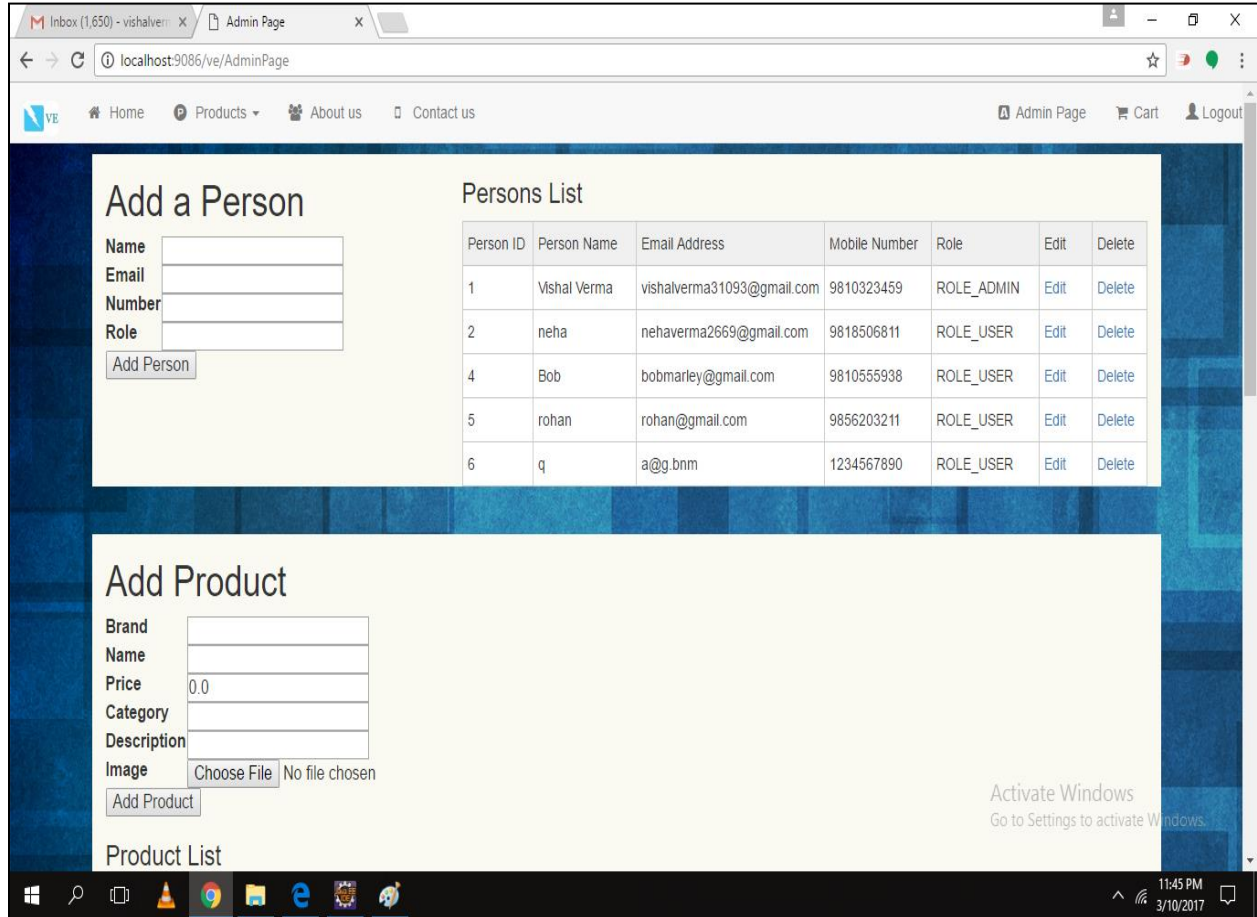 Inbox (1,650) - vishalver
Admin Page
localhost:9086/ve/AdminPage
VE
Home
Products
About us
Contact us
Admin Page
Cart
Logout
Add a Person
Name
Email
Number
Role
Add Person
Persons List
Person ID Person Name Email Address Mobile Number Role Edit Delete
1 Vishal Verma vishalverma31093@gmail.com 9810323459 ROLE_ADMIN Edit Delete
2 neha nehaverma2669@gmail.com 9818506811 ROLE_USER Edit Delete
4 Bob bobmarley@gmail.com 9810555938 ROLE_USER Edit Delete
5 rohan rohan@gmail.com 9856203211 ROLE_USER Edit Delete
6 q a@g.bnm 1234567890 ROLE_USER Edit Delete
Add Product
Brand
Name
Price 0.0
Category
Description
Image Choose File No file chosen
Add Product
Product List
Activate Windows
Go to Settings to activate Windows.
11:45 PM
3/10/2017